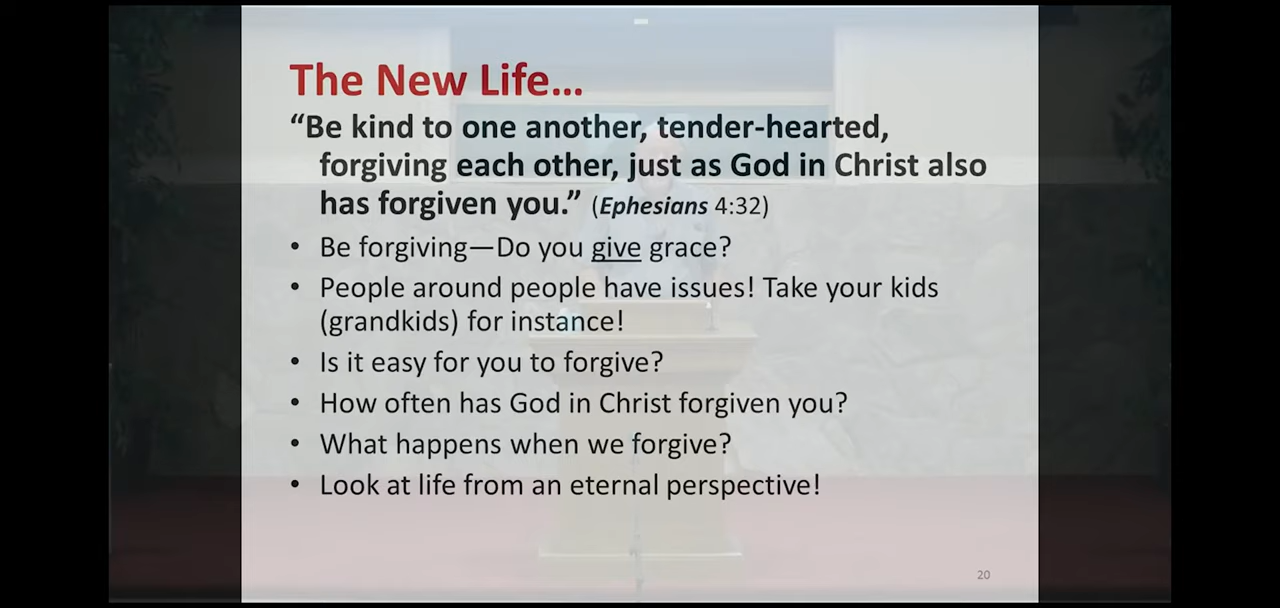 The New Life…
“Be kind to one another, tender-hearted,
forgiving each other, just as God in Christ also
has forgiven you.” (Ephesians 4:32)
• Be forgiving—Do you give grace?
• People around people have issues! Take your kids
(grandkids) for instance!
• Is it easy for you to forgive?
• How often has God in Christ forgiven you?
• What happens when we forgive?
• Look at life from an eternal perspective!
20